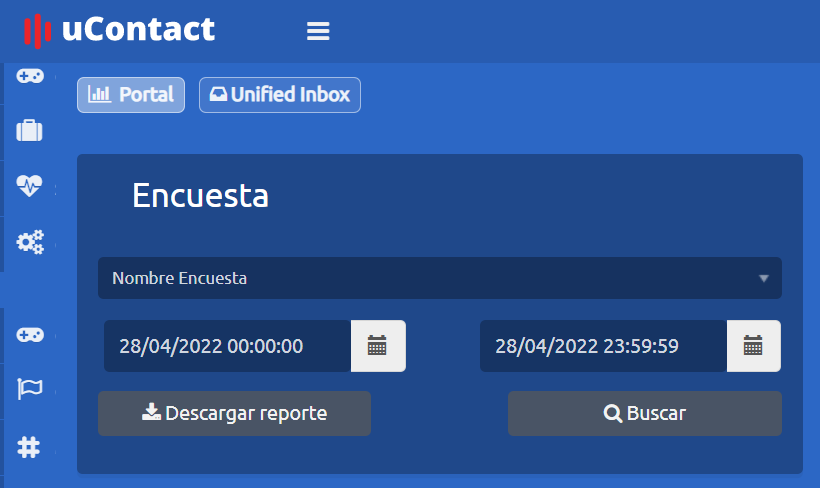 uContact
Portal
Unified Inbox
Encuesta
Nombre Encuesta
28/04/2022 00:00:00
28/04/2022 23:59:59
Descargar reporte
Buscar